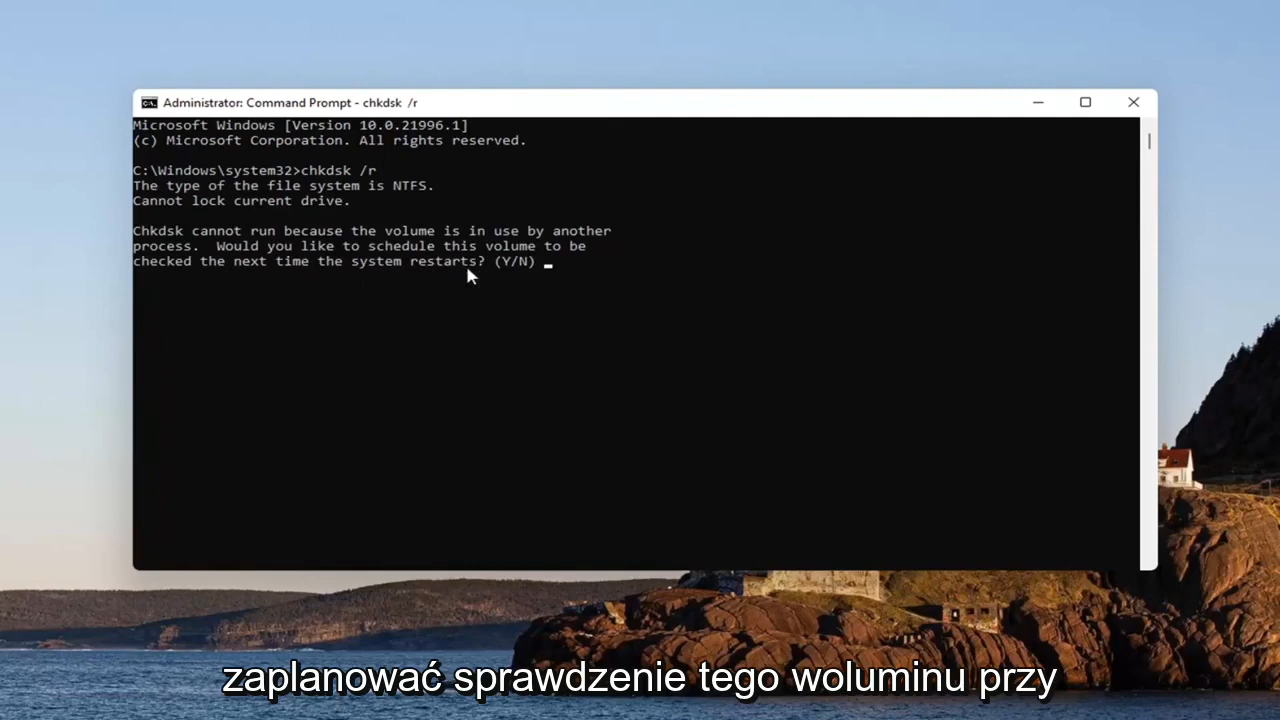 Administrator: Command Prompt - chkdsk /r
Microsoft Windows [Version 10.0.21996.1]
(c) Microsoft Corporation. All rights reserved.
C:\Windows\system32>chkdsk /r
The type of the file system is NTFS.
Cannot lock current drive.
Chkdsk cannot run because the volume is in use by another
process.  Would you like to schedule this volume to be
checked the next time the system restarts? (Y/N)
zaplanować sprawdzenie tego woluminu przy